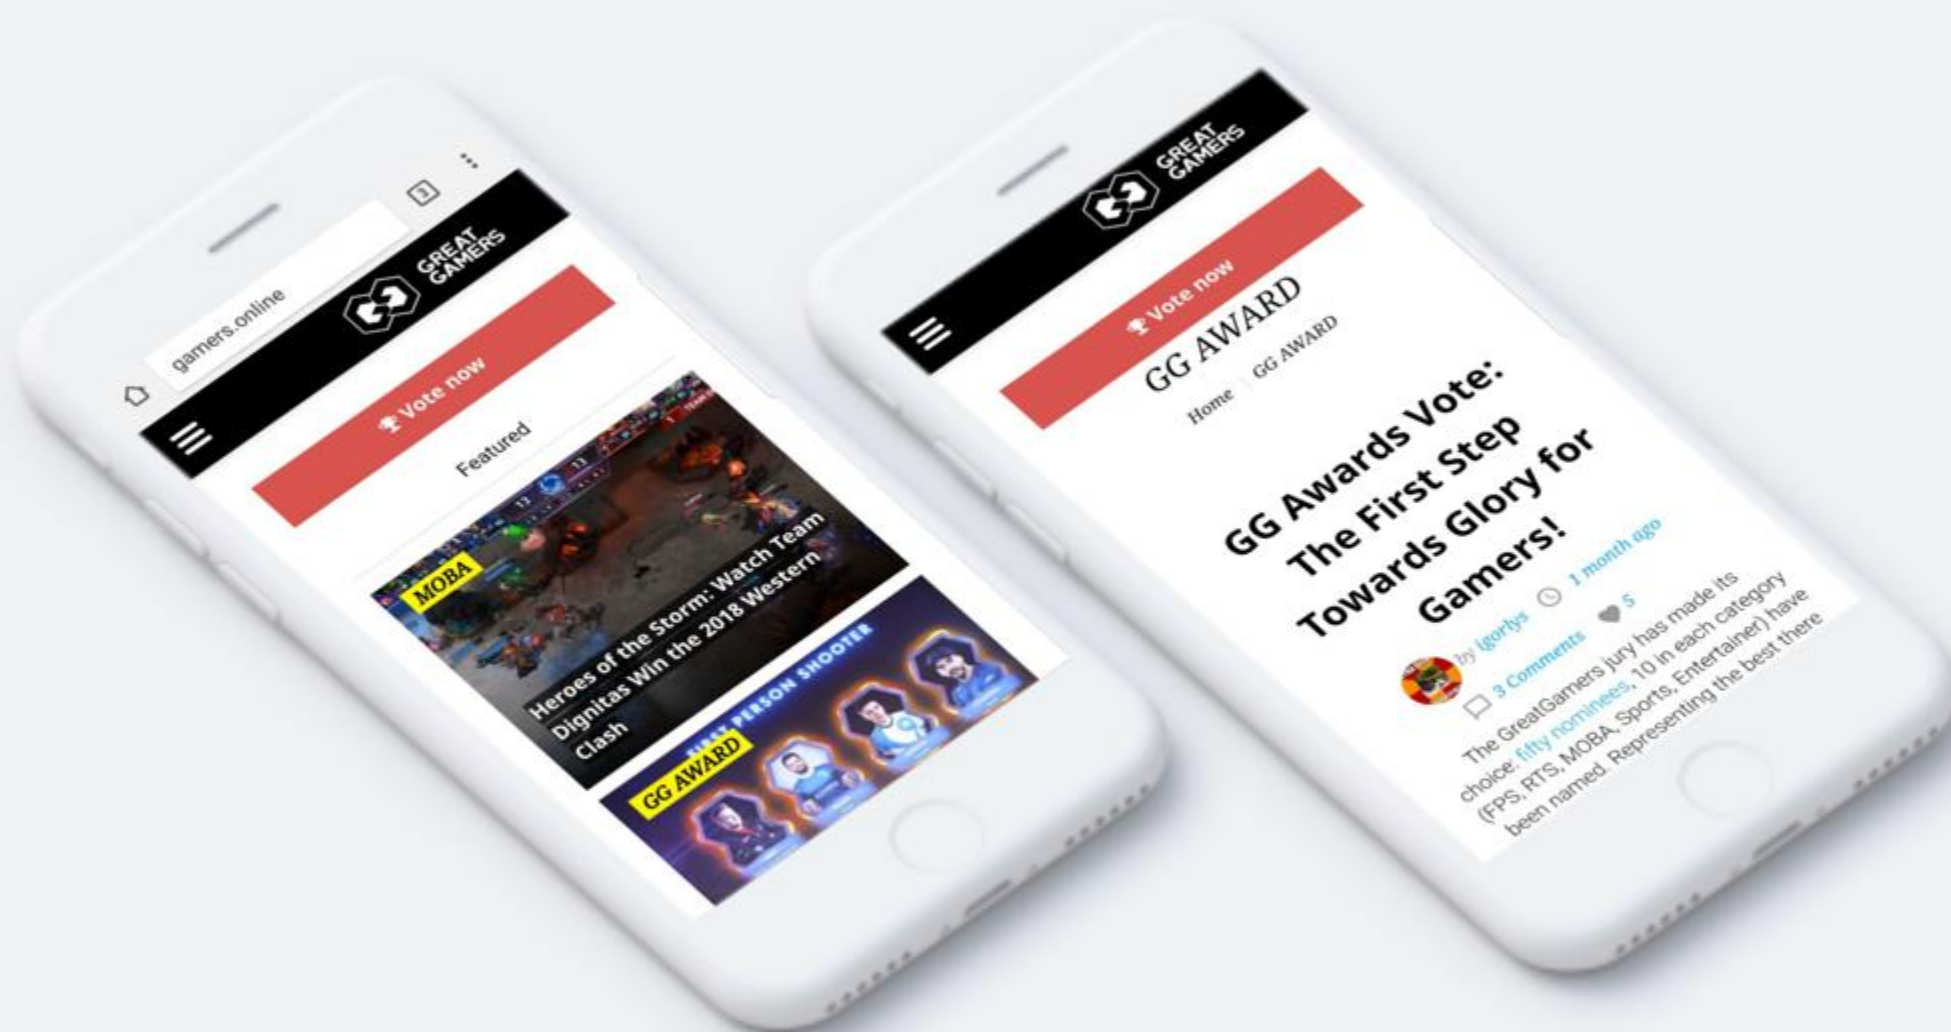 3
gamers.online
GREAT
GAMERS
Vote now
Featured
13
13
1
MOBA
Heroes of the Storm: Watch Team
Dignitas Win the 2018 Western
Clash
FIRST PERSON SHOOTER
GG AWARD
GREAT
GAMERS
Vote now
GG AWARD
Home GG AWARD
GG Awards Vote:
The First Step
Towards Glory for
Gamers!
by igorlys 1 month ago
3 Comments 5
The GreatGamers jury has made its
choice: fifty nominees, 10 in each category
(FPS, RTS, MOBA, Sports, Entertainer) have
been named. Representing the best there